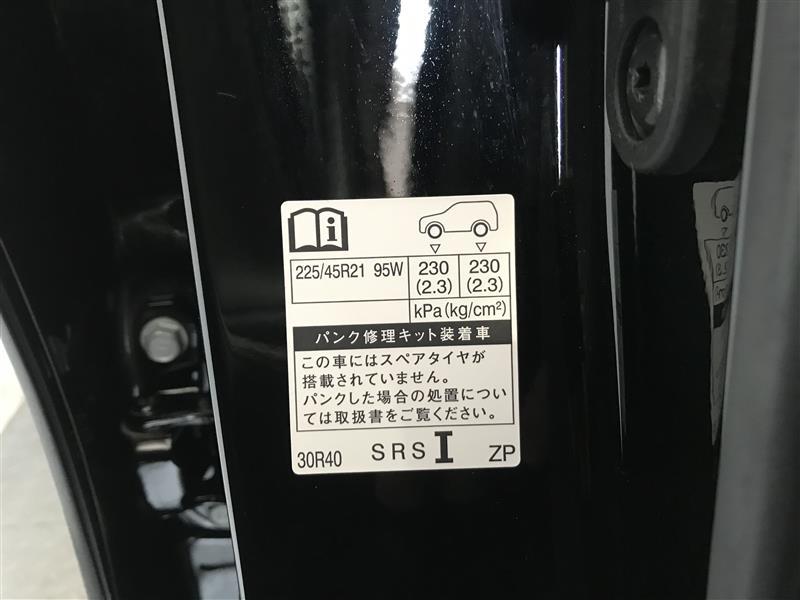 225/45R21 95W 230 230
(2.3) (2.3)
kPa(kg/cm²)
パンク修理キット装着車
この車にはスペアタイヤが
搭載されていません。
パンクした場合の処置につい
ては取扱書をご覧ください。
30R40 SRS I ZP